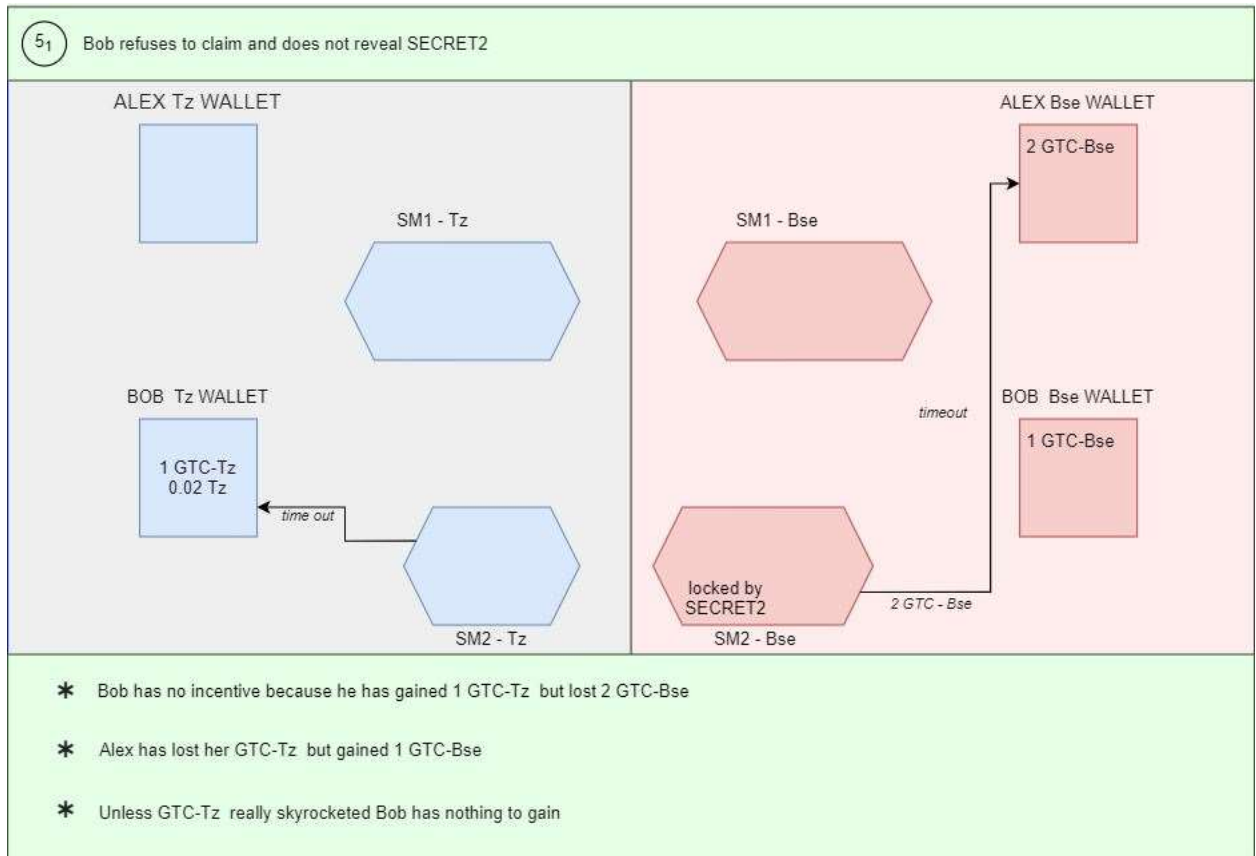 5₁ Bob refuses to claim and does not reveal SECRET2
ALEX Tz WALLET
ALEX Bse WALLET
2 GTC-Bse
SM1 - Tz
SM1 - Bse
BOB Tz WALLET
timeout
BOB Bse WALLET
1 GTC-Tz
0.02 Tz
1 GTC-Bse
time out
locked by
SECRET2
2 GTC - Bse
SM2 - Tz
SM2 - Bse
* Bob has no incentive because he has gained 1 GTC-Tz but lost 2 GTC-Bse
* Alex has lost her GTC-Tz but gained 1 GTC-Bse
* Unless GTC-Tz really skyrocketed Bob has nothing to gain